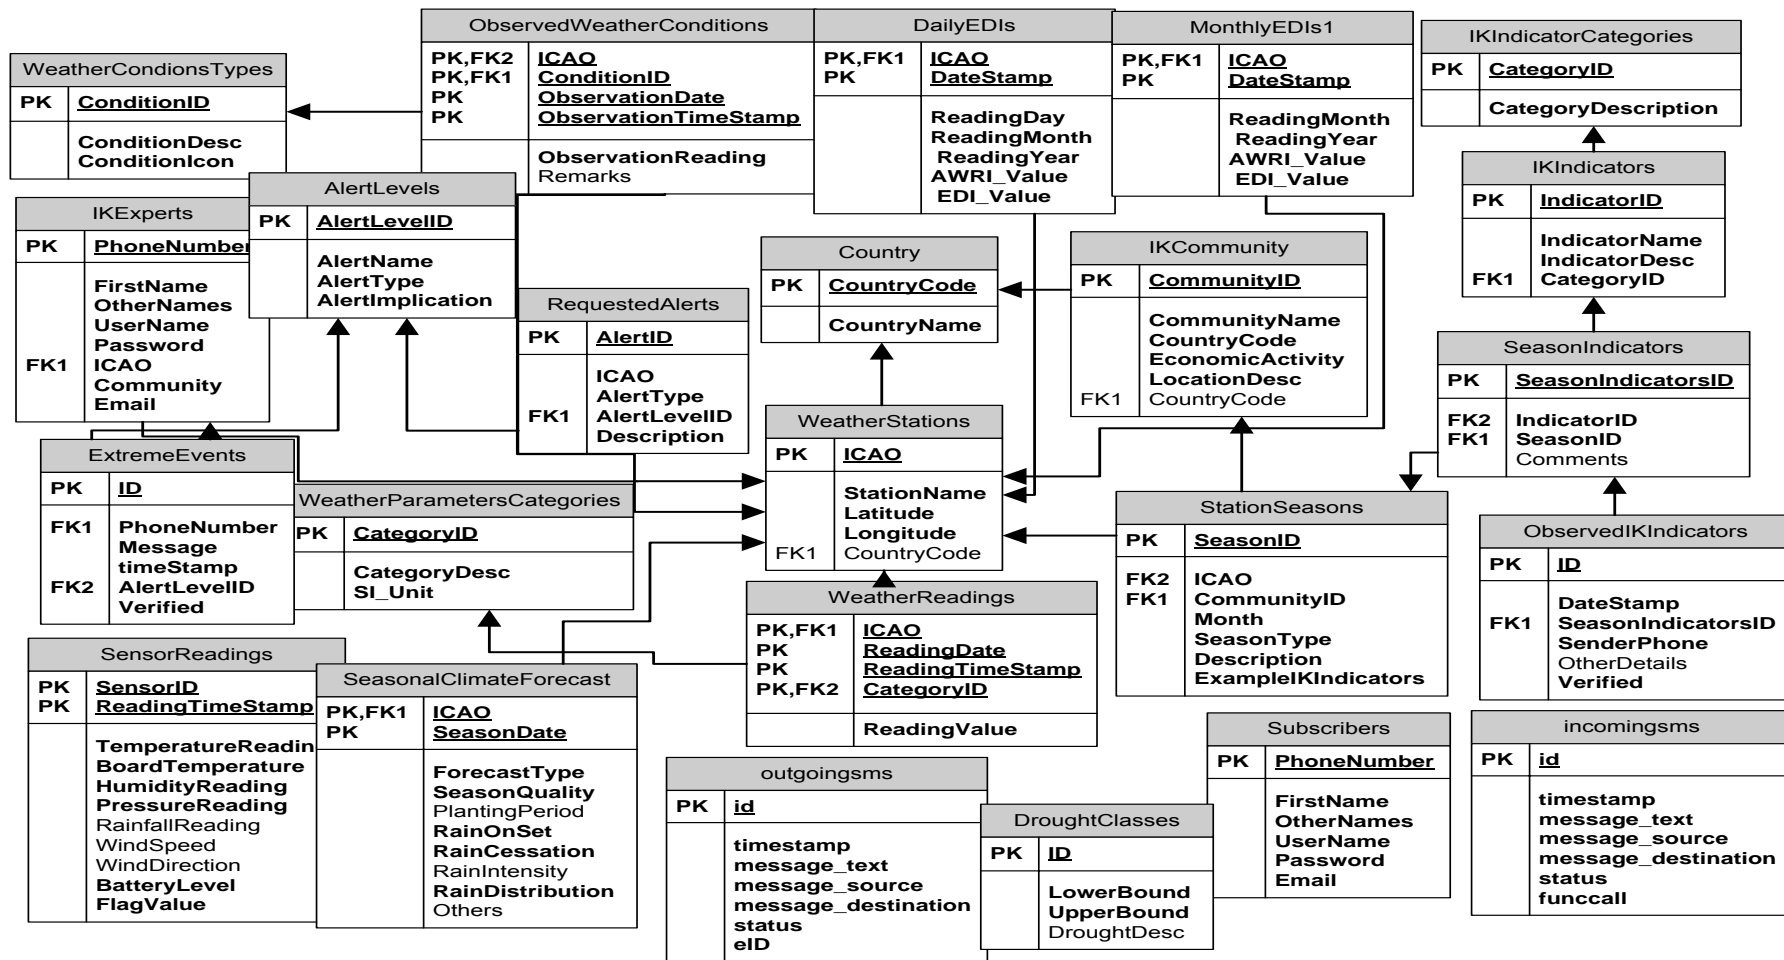 WeatherCondionsTypes
PK ConditionID
ConditionDesc
ConditionIcon
ObservedWeatherConditions
PK,FK2 ICAO
PK,FK1 ConditionID
PK ObservationDate
PK ObservationTimeStamp
ObservationReading
Remarks
DailyEDIs
PK,FK1 ICAO
PK DateStamp
ReadingDay
ReadingMonth
ReadingYear
AWRI_Value
EDI_Value
MonthlyEDIs1
PK,FK1 ICAO
PK DateStamp
ReadingMonth
ReadingYear
AWRI_Value
EDI_Value
IKIndicatorCategories
PK CategoryID
CategoryDescription
IKExperts
PK PhoneNumber
FirstName
OtherNames
UserName
Password
FK1 ICAO
Community
Email
AlertLevels
PK AlertLevelID
AlertName
AlertType
AlertImplication
RequestedAlerts
PK AlertID
ICAO
AlertType
FK1 AlertLevelID
Description
Country
PK CountryCode
CountryName
IKCommunity
PK CommunityID
CommunityName
CountryCode
EconomicActivity
LocationDesc
FK1 CountryCode
IKIndicators
PK IndicatorID
IndicatorName
IndicatorDesc
FK1 CategoryID
SeasonIndicators
PK SeasonIndicatorsID
FK2 IndicatorID
FK1 SeasonID
Comments
ExtremeEvents
PK ID
FK1 PhoneNumber
Message
timeStamp
FK2 AlertLevelID
Verified
WeatherParametersCategories
PK CategoryID
CategoryDesc
SI_Unit
WeatherStations
PK ICAO
StationName
Latitude
Longitude
FK1 CountryCode
StationSeasons
PK SeasonID
FK2 ICAO
FK1 CommunityID
Month
SeasonType
Description
ExampleIKIndicators
ObservedIKIndicators
PK ID
DateStamp
FK1 SeasonIndicatorsID
SenderPhone
OtherDetails
Verified
SensorReadings
PK SensorID
PK ReadingTimeStamp
TemperatureReadin
BoardTemperature
HumidityReading
PressureReading
RainfallReading
WindSpeed
WindDirection
BatteryLevel
FlagValue
SeasonalClimateForecast
PK,FK1 ICAO
PK SeasonDate
ForecastType
SeasonQuality
PlantingPeriod
RainOnSet
RainCessation
RainIntensity
RainDistribution
Others
WeatherReadings
PK,FK1 ICAO
PK ReadingDate
PK ReadingTimeStamp
PK,FK2 CategoryID
ReadingValue
outgoingsms
PK id
timestamp
message_text
message_source
message_destination
status
eID
DroughtClasses
PK ID
LowerBound
UpperBound
DroughtDesc
Subscribers
PK PhoneNumber
FirstName
OtherNames
UserName
Password
Email
incomingsms
PK id
timestamp
message_text
message_source
message_destination
status
funccall